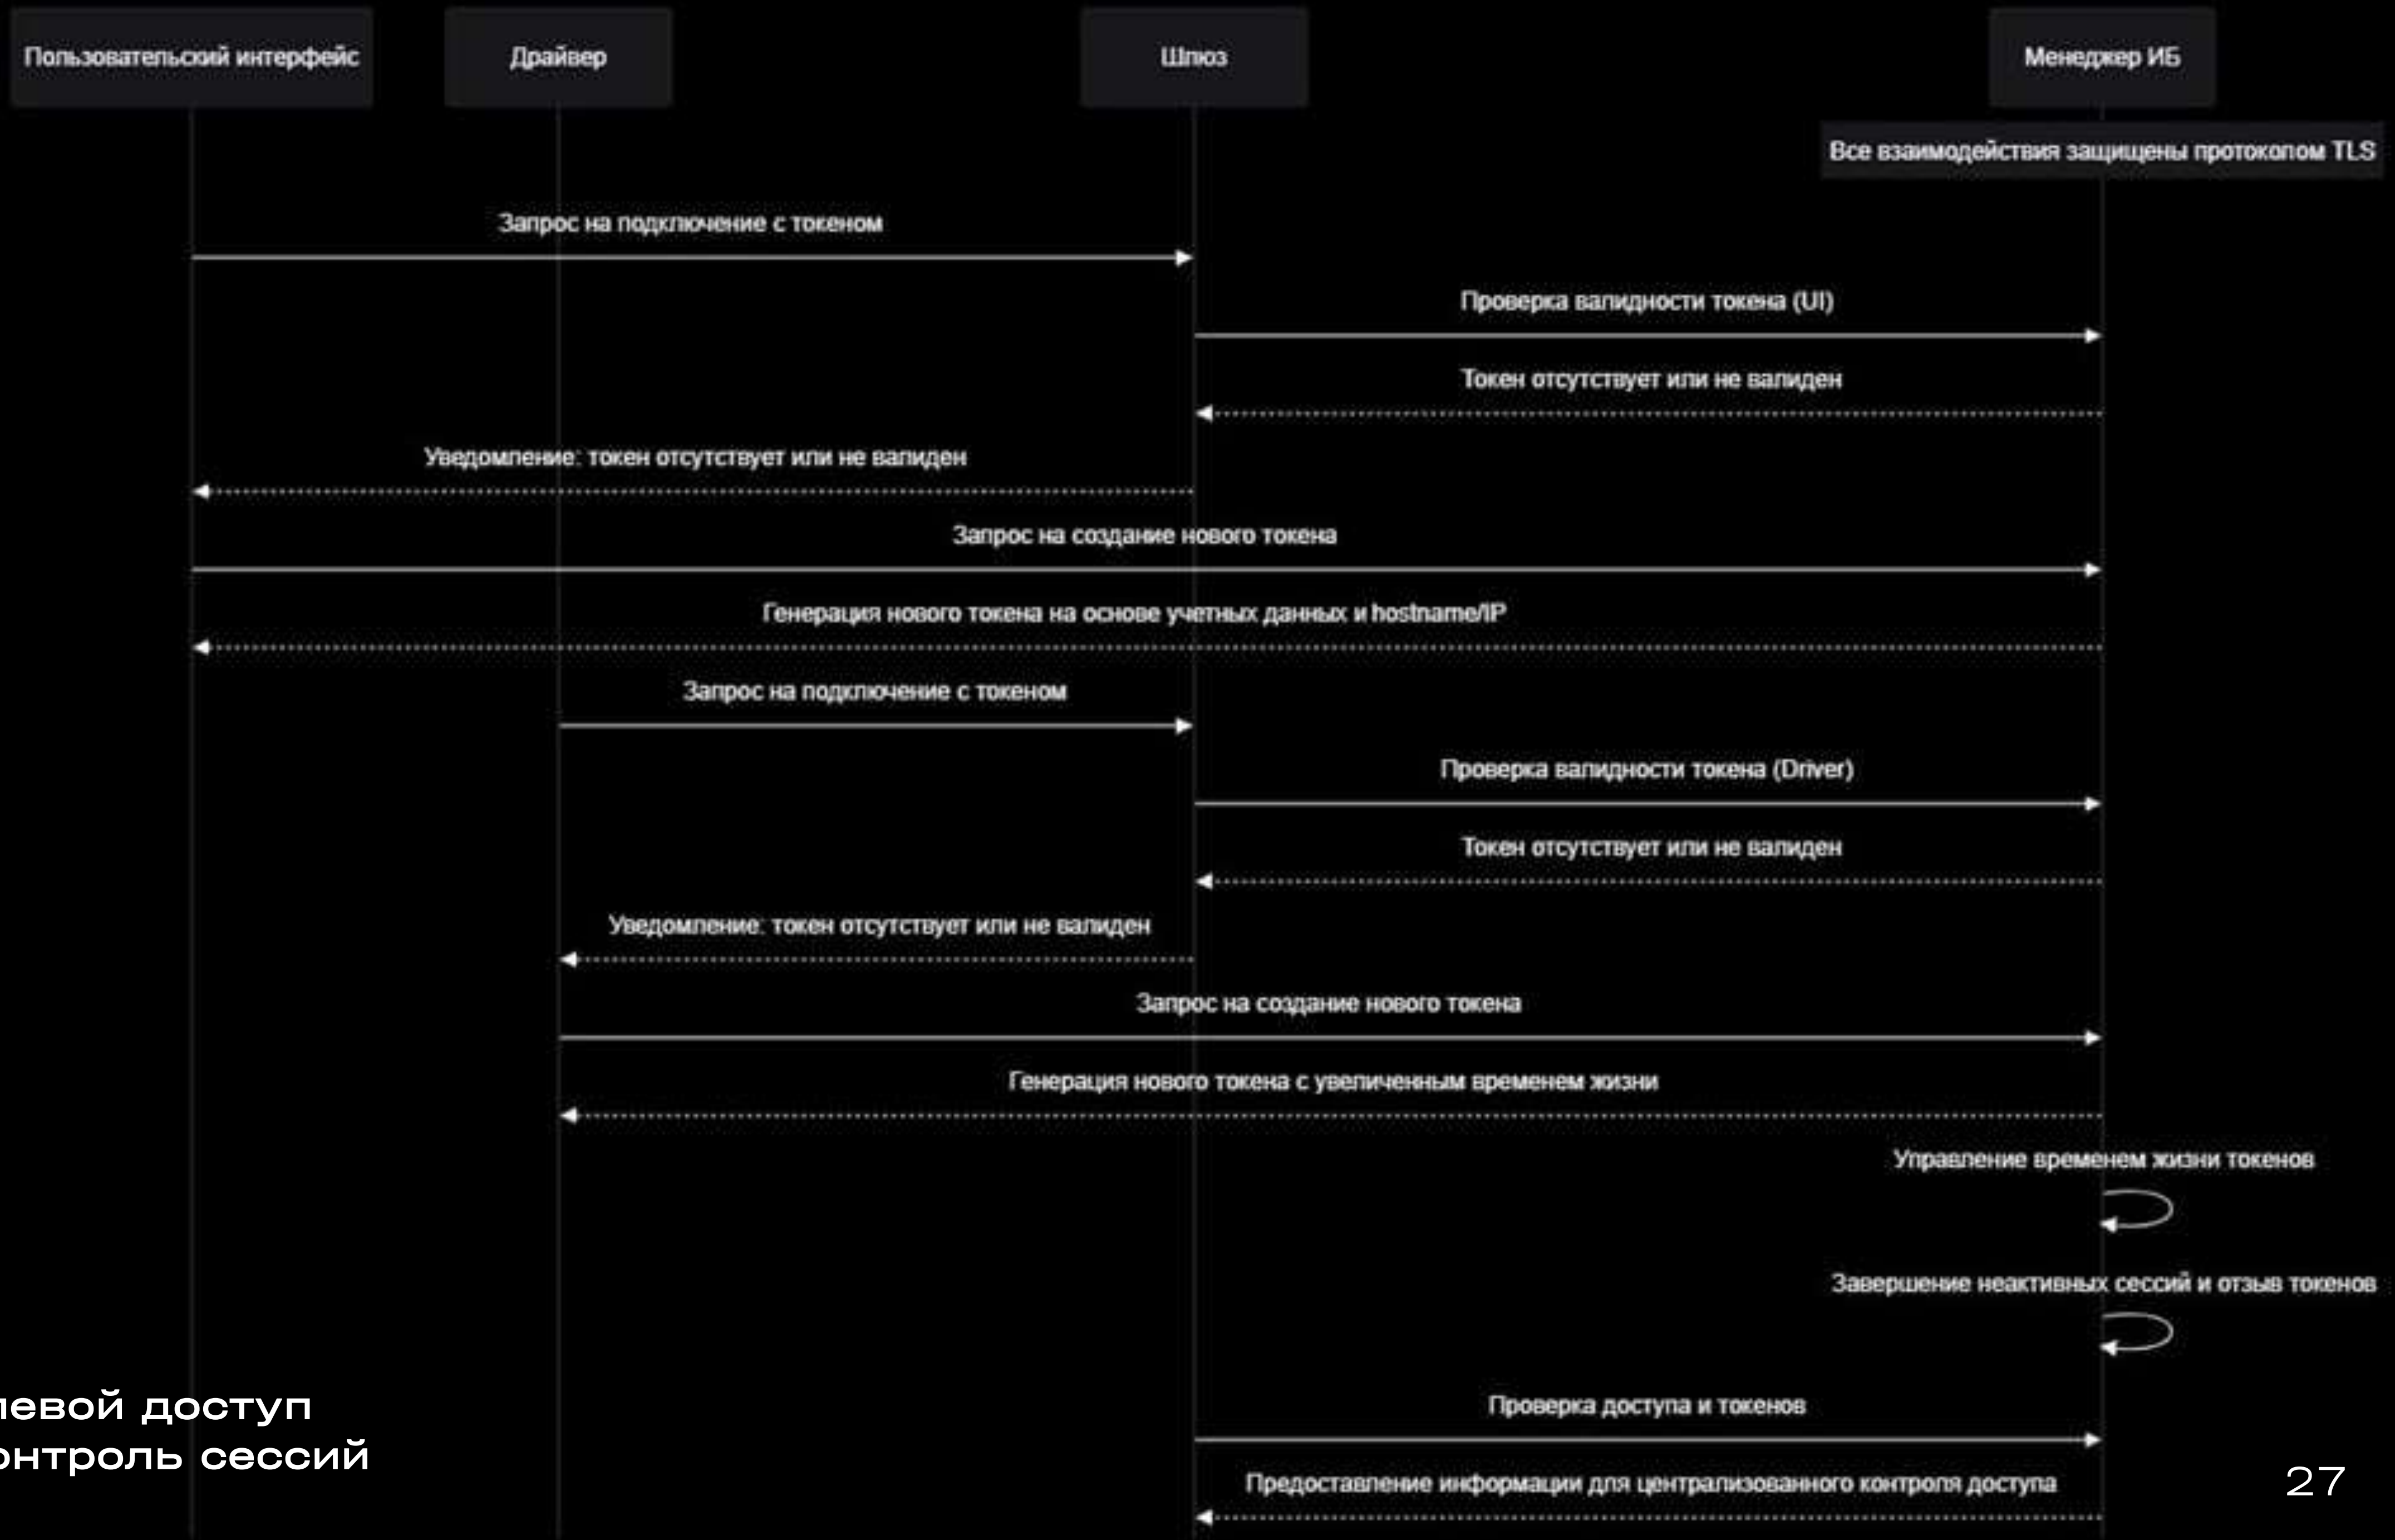 Пользовательский интерфейс
Драйвер
Шлюз
Менеджер ИБ
Все взаимодействия защищены протоколом TLS
Запрос на подключение с токеном
Проверка валидности токена (UI)
Токен отсутствует или не валиден
Уведомление: токен отсутствует или не валиден
Запрос на создание нового токена
Генерация нового токена на основе учетных данных и hostname/IP
Запрос на подключение с токеном
Проверка валидности токена (Driver)
Токен отсутствует или не валиден
Уведомление: токен отсутствует или не валиден
Запрос на создание нового токена
Генерация нового токена с увеличенным временем жизни
Управление временем жизни токенов
Завершение неактивных сессий и отзыв токенов
Проверка доступа и токенов
Предоставление информации для централизованного контроля доступа
левой доступ
онтроль сессий
27